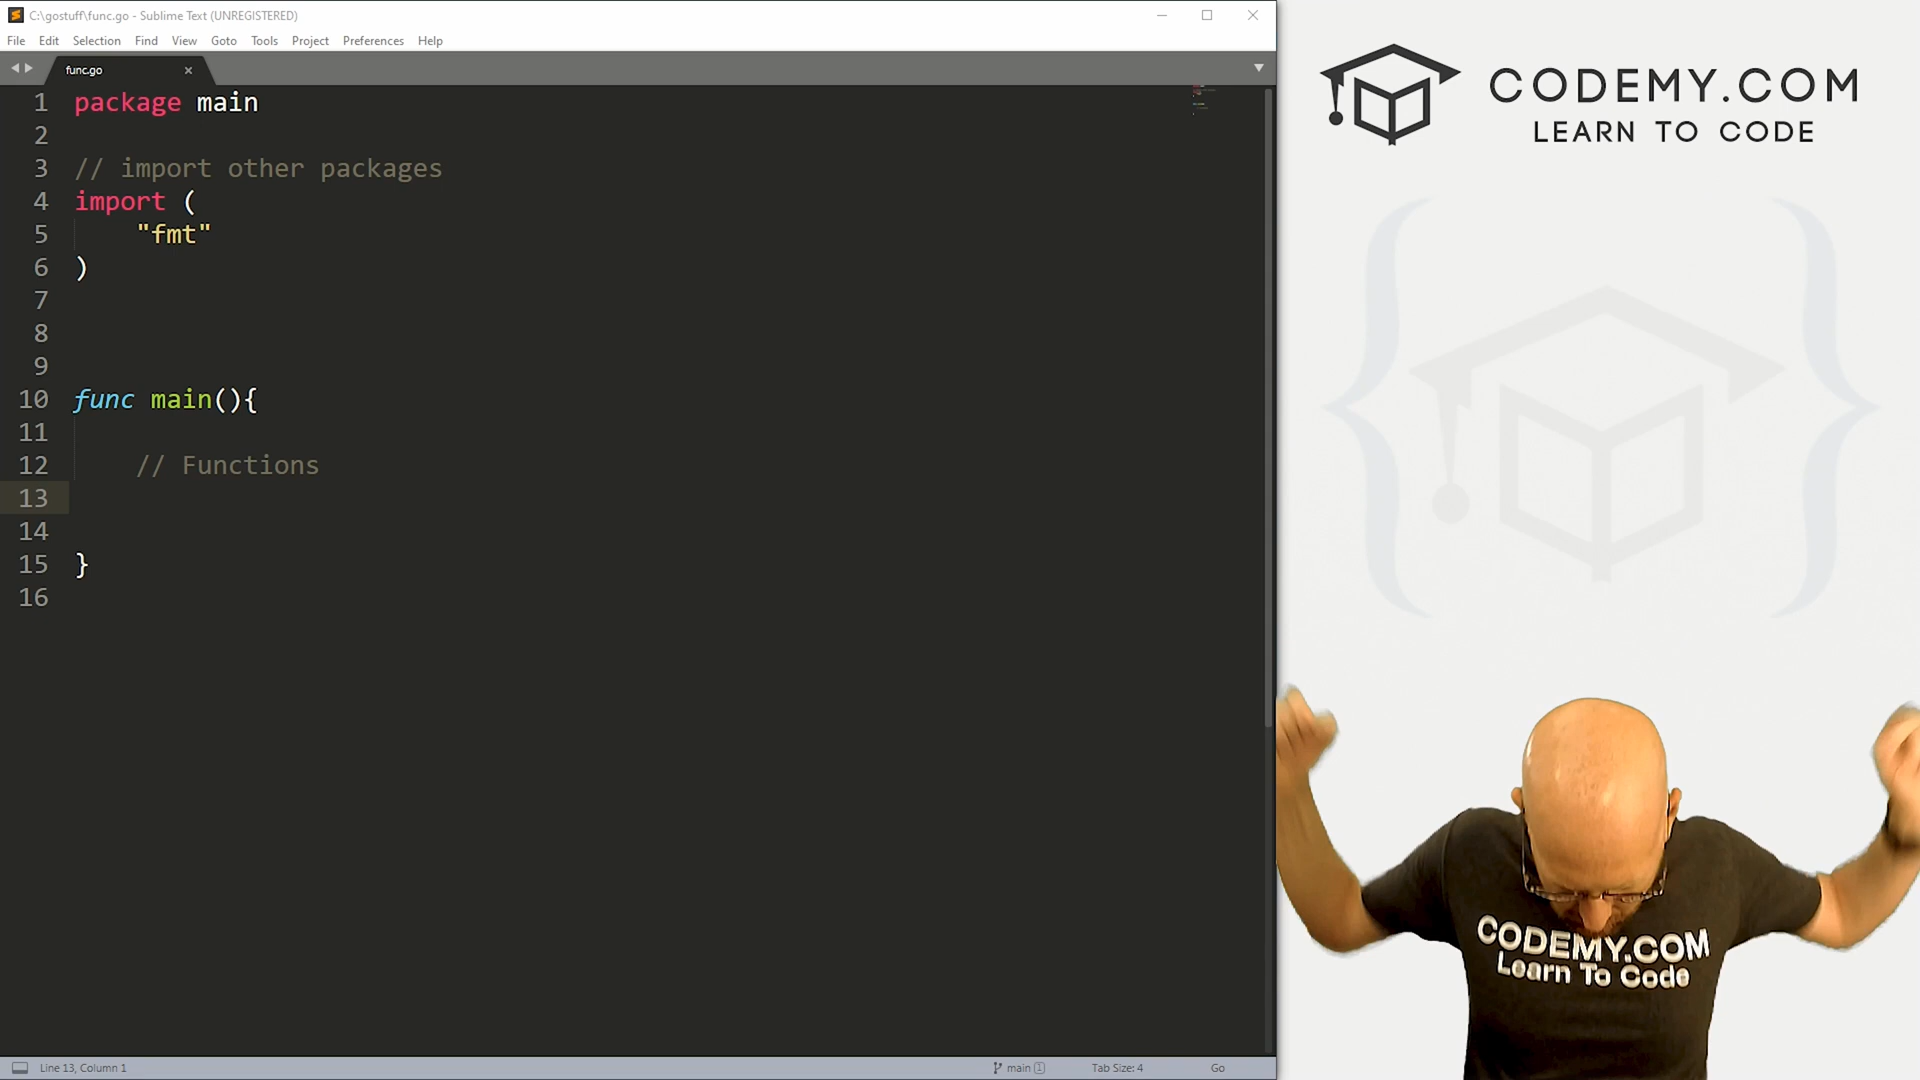 C:\gostuff\func.go - Sublime Text (UNREGISTERED)
File Edit Selection Find View Goto Tools Project Preferences Help
func.go
1 package main
2
3 // import other packages
4 import (
5 "fmt"
6 )
7
8
9
10 func main(){
11
12 // Functions
13
14
15 }
16
Line 13, Column 1
main 1
Tab Size: 4
Go
CODEMY.COM
LEARN TO CODE
CODEMY.COM
Learn To Code